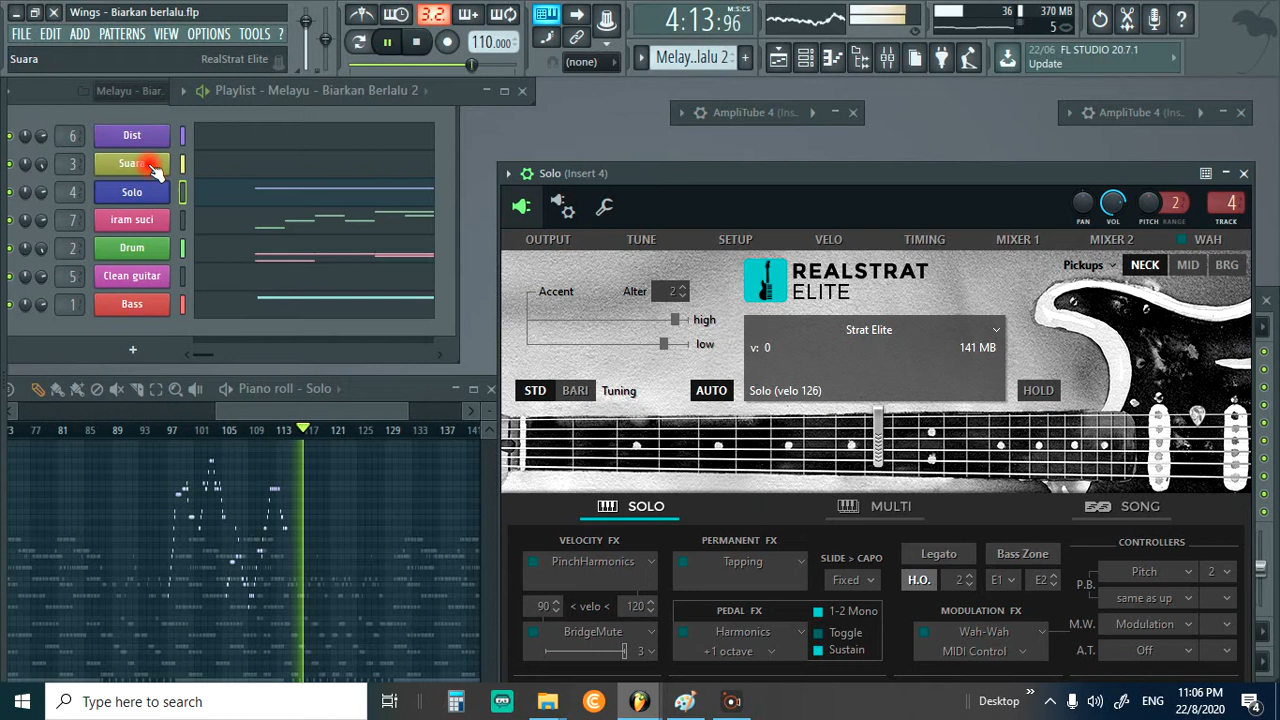 Wings - Biarkan berlalu.flp
FILE EDIT ADD PATTERNS VIEW OPTIONS TOOLS ?
Suara RealStrat Elite
3.2.
110.000
(none)
4:13:96
M:S:CS
Melay..lalu 2 +
36 370 MB
5
22/06 FL STUDIO 20.7.1
Update
Melayu - Biar.. Playlist - Melayu - Biarkan Berlalu 2
AmpliTube 4
AmpliTube 4
6 Dist
3 Suara
4 Solo
7 iram suci
2 Drum
5 Clean guitar
1 Bass
+
Solo (Insert 4)
PAN VOL PITCH RANGE 2 TRACK 4
OUTPUT TUNE SETUP VELO TIMING MIXER 1 MIXER 2 WAH
Accent Alter 2
high
low
REALSTRAT
ELITE
Pickups NECK MID BRG
Strat Elite
v: 0 141 MB
STD BARI Tuning AUTO Solo (velo 126) HOLD
Piano roll - Solo
73 77 81 85 89 93 97 101 105 109 113 117 121 125 129 133 137
SOLO MULTI SONG
VELOCITY FX PERMANENT FX SLIDE > CAPO Legato Bass Zone CONTROLLERS
PinchHarmonics Tapping Fixed H.O. 2 E1 E2 P.B. Pitch 2
same as up
90 < velo < 120 PEDAL FX 1-2 Mono MODULATION FX
M.W. Modulation
BridgeMute Harmonics Toggle Wah-Wah
3 +1 octave Sustain MIDI Control A.T. Off
Type here to search
Desktop
11:06 PM
22/8/2020
4